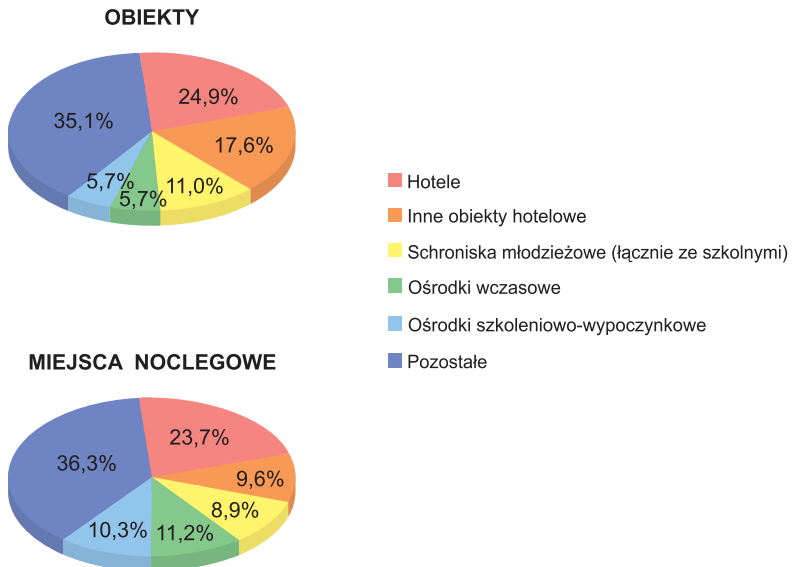 OBIEKTY
24,9%
35,1%
17,6%
5,7%
11,0%
5,7%
Hotele
Inne obiekty hotelowe
Schroniska młodzieżowe (łącznie ze szkolnymi)
Ośrodki wczasowe
Ośrodki szkoleniowo-wypoczynkowe
Pozostałe
MIEJSCA NOCLEGOWE
23,7%
36,3%
9,6%
8,9%
10,3%
11,2%